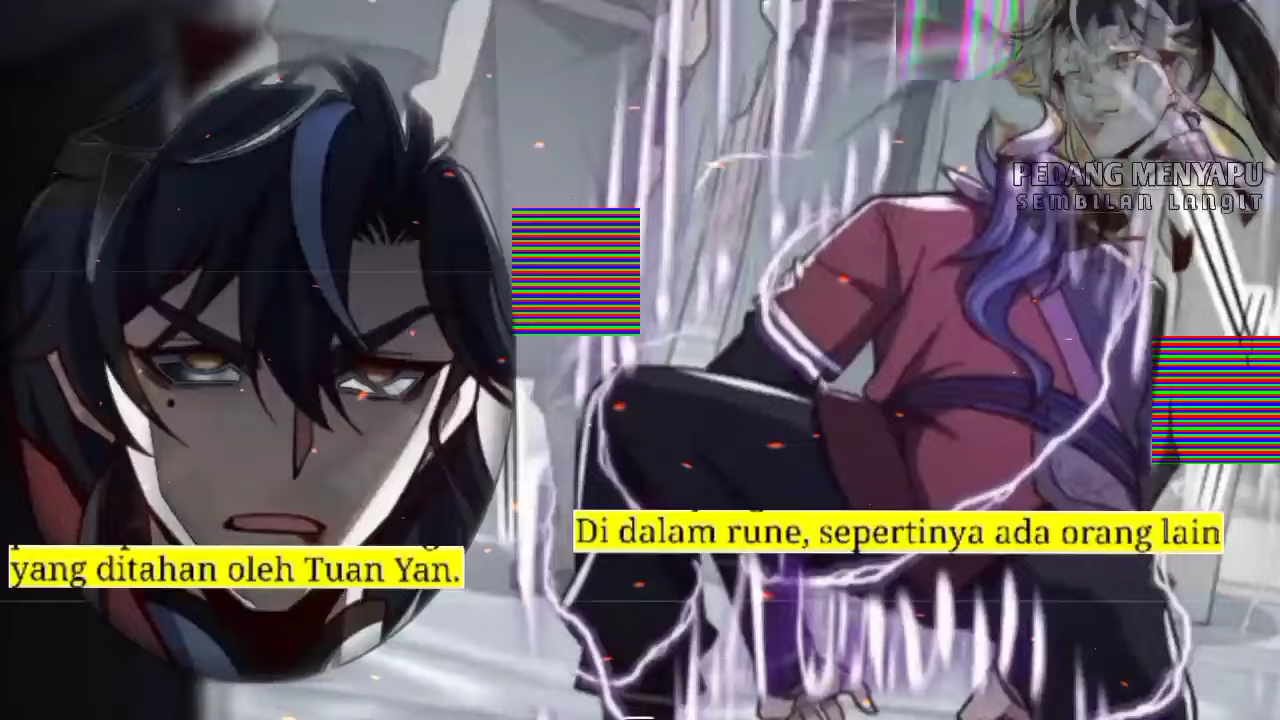 PEDANG MENYAPU
SEMBILAN LANGIT
Di dalam rune, sepertinya ada orang lain
yang ditahan oleh Tuan Yan.